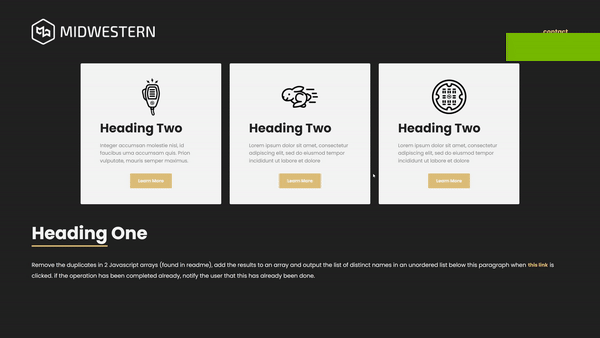 MIDWESTERN
contact
Heading Two
Integer accumsan molestie nisl, id
faucibus urna accumsan quis. Proin
vulputate, mauris semper maximus.
Learn More
Heading Two
Lorem ipsum dolor sit amet, consectetur
adipiscing elit, sed do eiusmod tempor
incididunt ut labore et dolore
Learn More
Heading Two
Lorem ipsum dolor sit amet, consectetur
adipiscing elit, sed do eiusmod tempor
incididunt ut labore et dolore
Learn More
Heading One
Remove the duplicates in 2 Javascript arrays (found in readme), add the results to an array and output the list of distinct names in an unordered list below this paragraph when this link is
clicked. if the operation has been completed already, notify the user that this has already been done.